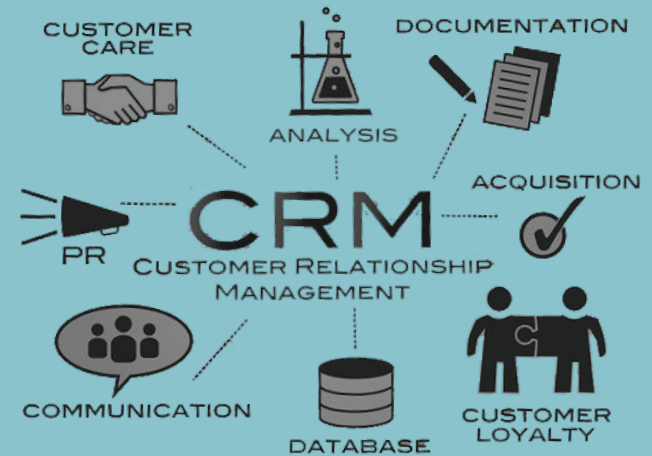 CUSTOMER
CARE
ANALYSIS
DOCUMENTATION
ACQUISITION
PR
CRM
CUSTOMER RELATIONSHIP
MANAGEMENT
COMMUNICATION
DATABASE
CUSTOMER
LOYALTY